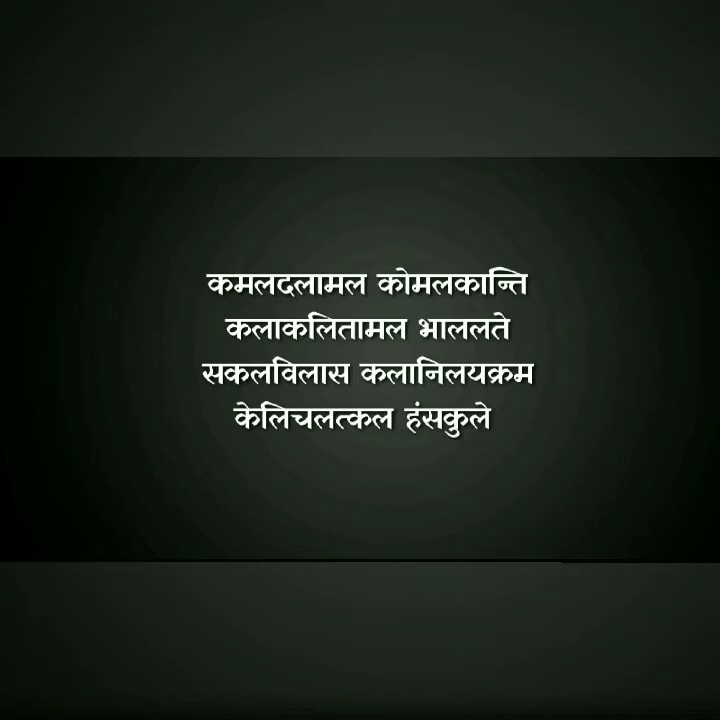 कमलदलामल कोमलकान्ति
कलाकलितामल भाललते
सकलविलास कलानिलयक्रम
केलिचलत्कल हंसकुले